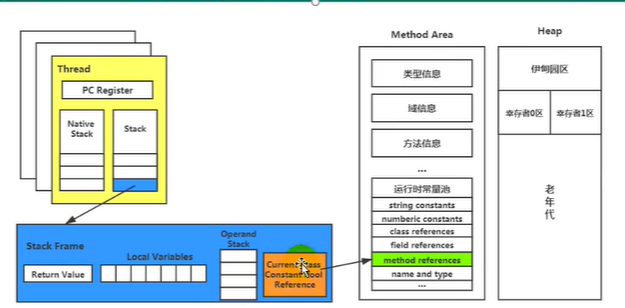 Method Area
Heap
Thread
PC Register
Native
Stack
Stack
类型信息
域信息
方法信息
...
运行时常量池
string constants
numberic constants
class references
field references
method references
name and type
...
伊甸园区
幸存者0区
幸存者1区
老
年
代
Stack Frame
Return Value
Local Variables
Operand
Stack
Current Class
Constant Pool
Reference